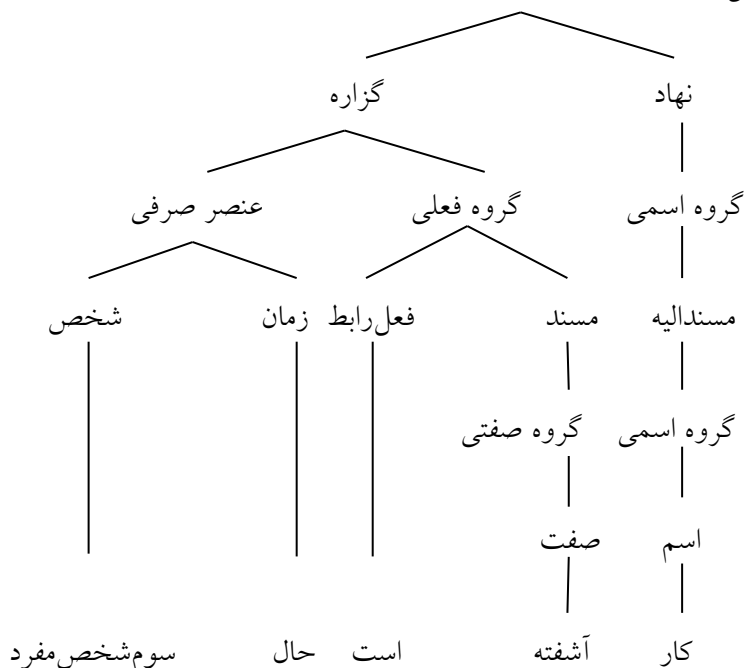 نهاد گزاره
گروه اسمی گروه فعلی عنصر صرفی
مسندالیه مسند فعل‌رابط زمان شخص
گروه اسمی گروه صفتی
اسم صفت
کار آشفته است حال سوم‌شخص‌مفرد